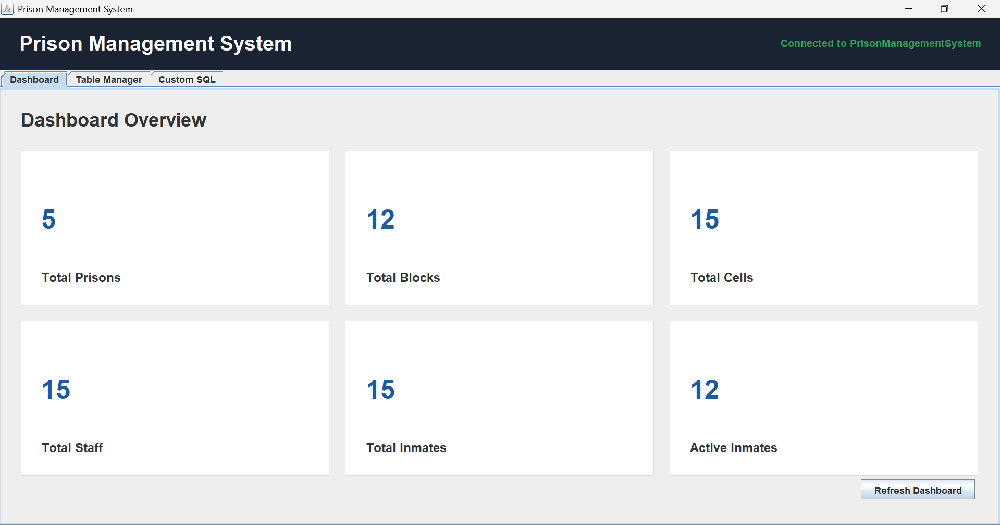 Prison Management System
Prison Management System
Connected to PrisonManagementSystem
Dashboard
Table Manager
Custom SQL
Dashboard Overview
5
Total Prisons
12
Total Blocks
15
Total Cells
15
Total Staff
15
Total Inmates
12
Active Inmates
Refresh Dashboard